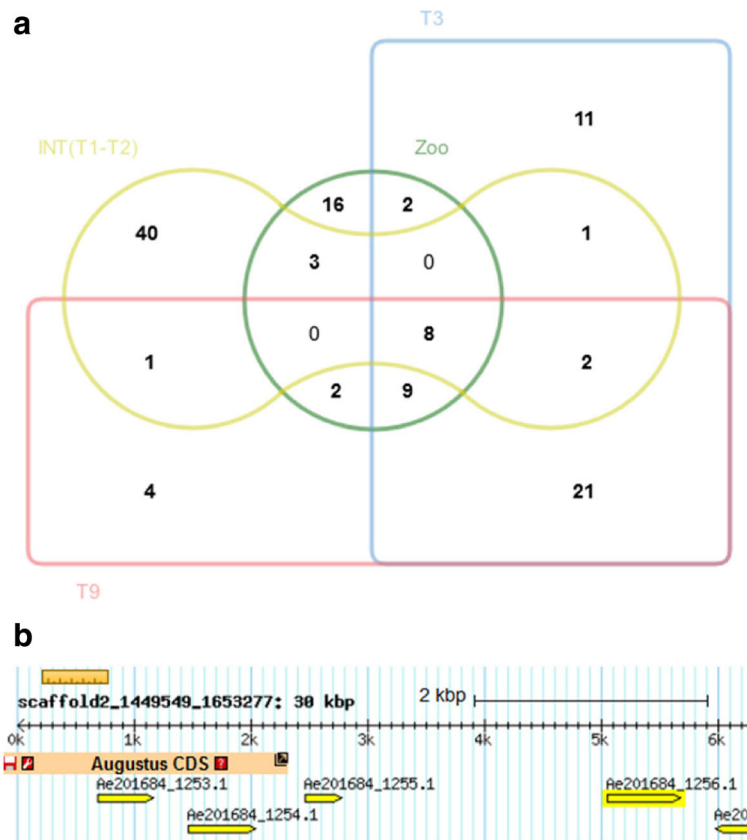 a
T3
11
INT(T1-T2)
Zoo
16 2
40 1
3 0
0 8
1 2
2 9
4 21
T9
b
2 kbp
scaffold2_1449549_1653277: 30 kbp
0k 1k 2k 3k 4k 5k 6k
Augustus CDS
Ae201684_1253.1 Ae201684_1255.1 Ae201684_1256.1
Ae201684_1254.1 Ae20